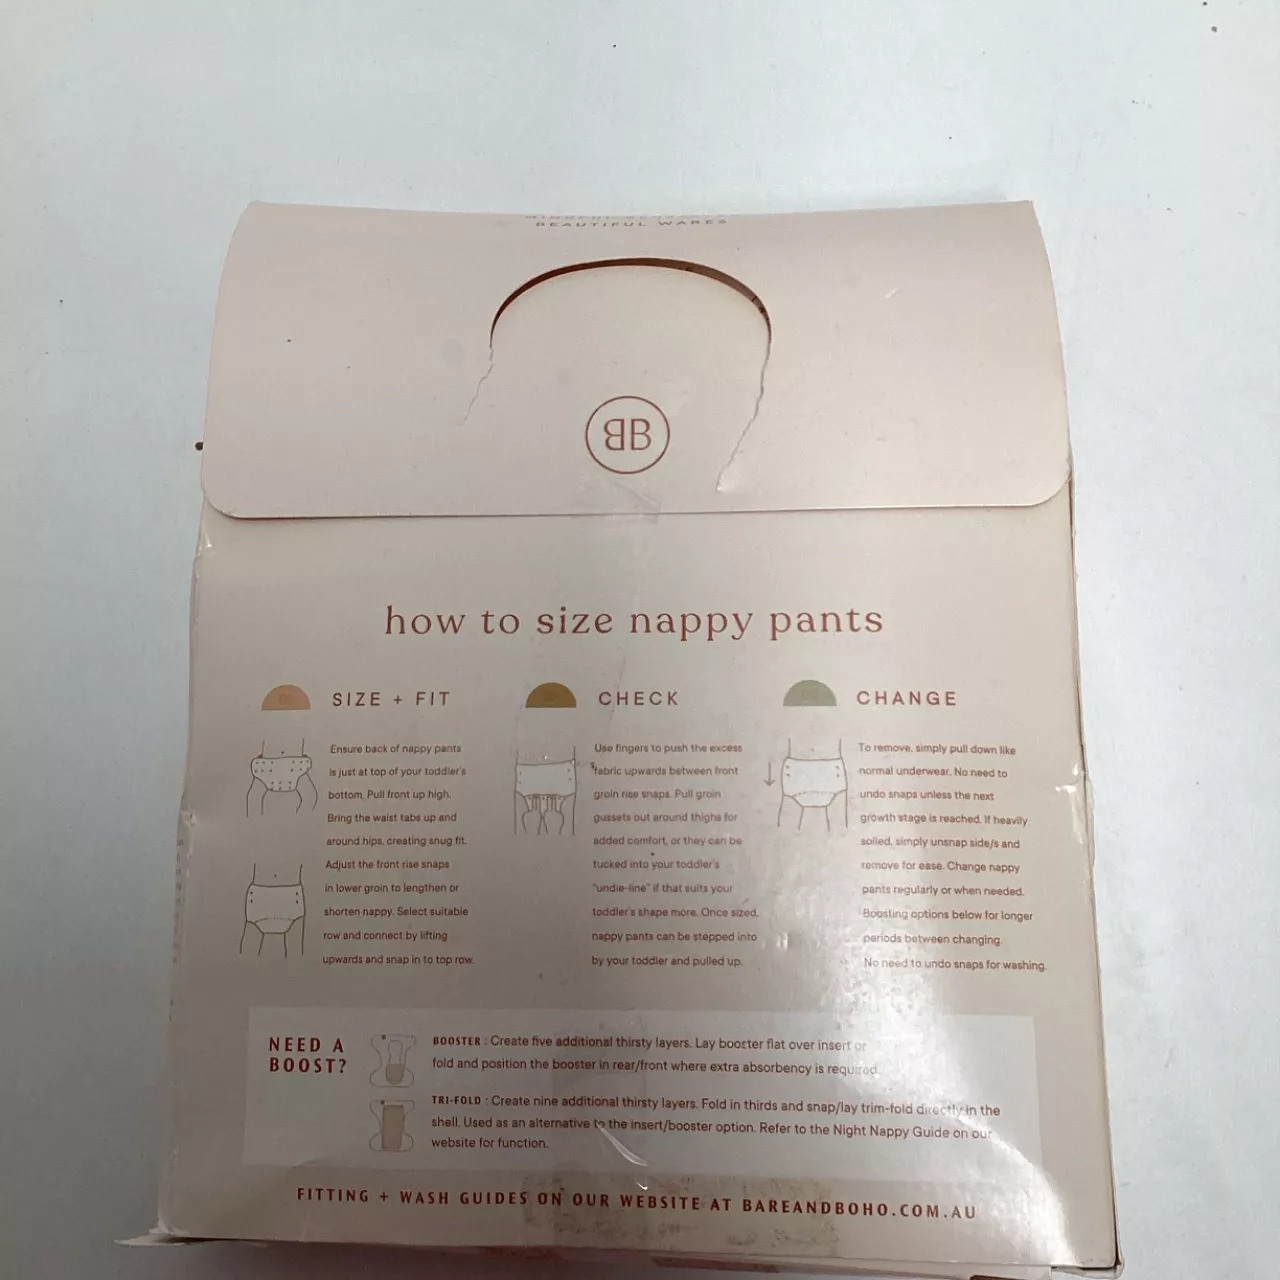 BEAUTIFUL WARES
BB
how to size nappy pants
SIZE + FIT
Ensure back of nappy pants
is just at top of your toddler's
bottom. Pull front up high.
Bring the waist tabs up and
around hips, creating snug fit.
Adjust the front rise snaps
in lower groin to lengthen or
shorten nappy. Select suitable
row and connect by lifting
upwards and snap in to top row.
CHECK
Use fingers to push the excess
fabric upwards between front
groin rise snaps. Pull groin
gussets out around thighs for
added comfort, or they can be
tucked into your toddler's
"undie-line" if that suits your
toddler's shape more. Once sized,
nappy pants can be stepped into
by your toddler and pulled up.
CHANGE
To remove, simply pull down like
normal underwear. No need to
undo snaps unless the next
growth stage is reached. If heavily
soiled, simply unsnap side/s and
remove for ease. Change nappy
pants regularly or when needed.
Boosting options below for longer
periods between changing.
No need to undo snaps for washing.
NEED A
BOOST?
BOOSTER : Create five additional thirsty layers. Lay booster flat over insert or
fold and position the booster in rear/front where extra absorbency is required.
TRI-FOLD : Create nine additional thirsty layers. Fold in thirds and snap/lay trim-fold directly in the
shell. Used as an alternative to the insert/booster option. Refer to the Night Nappy Guide on our
website for function.
FITTING + WASH GUIDES ON OUR WEBSITE AT BAREANDBOHO.COM.AU